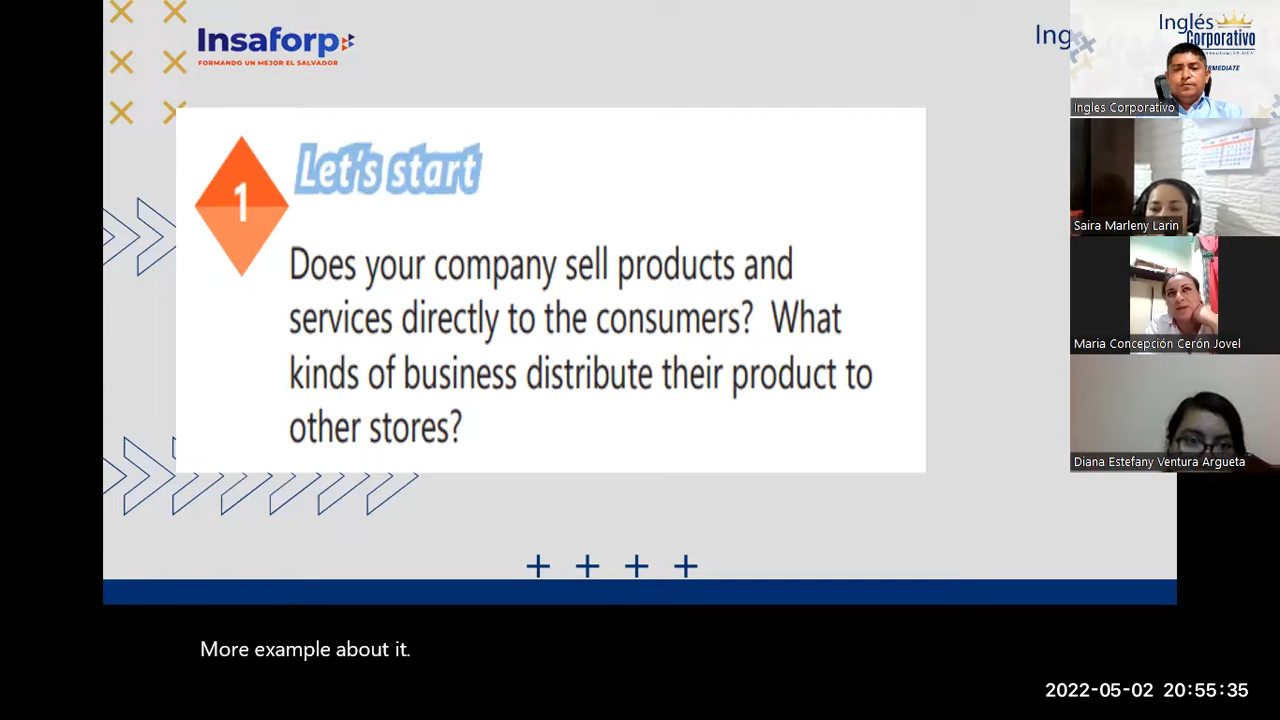 Insaforp
FORMANDO UN MEJOR EL SALVADOR
Ing
Inglés
Corporativo
Ingles Corporativo
1
Let's start
Does your company sell products and
services directly to the consumers? What
kinds of business distribute their product to
other stores?
Saira Marleny Larin
Maria Concepción Cerón Jovel
Diana Estefany Ventura Argueta
More example about it.
2022-05-02 20:55:35